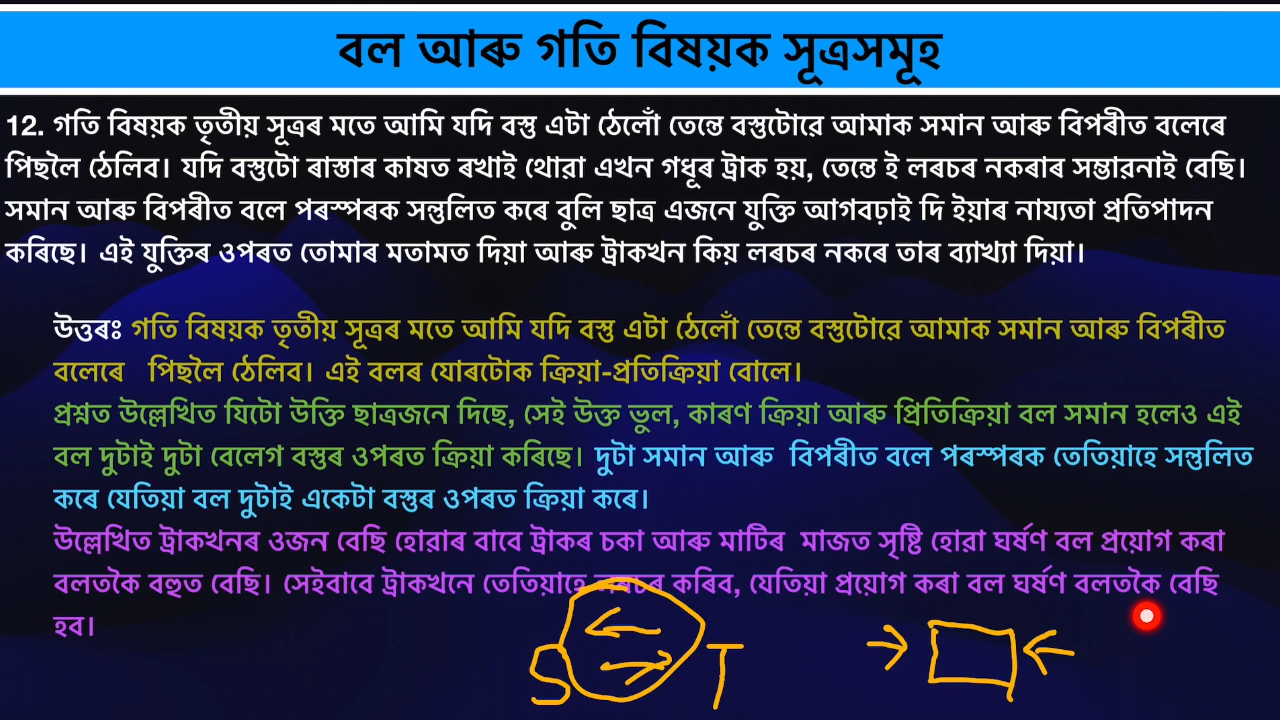 বল আৰু গতি বিষয়ক সূত্ৰসমূহ
12. গতি বিষয়ক তৃতীয় সূত্ৰৰ মতে আমি যদি বস্তু এটা ঠেলোঁ তেন্তে বস্তুটোৱে আমাক সমান আৰু বিপৰীত বলেৰে
পিছলৈ ঠেলিব। যদি বস্তুটো ৰাস্তাৰ কাষত ৰখাই থোৱা এখন গধূৰ ট্ৰাক হয়, তেন্তে ই লৰচৰ নকৰাৰ সম্ভাৱনাই বেছি।
সমান আৰু বিপৰীত বলে পৰস্পৰক সন্তুলিত কৰে বুলি ছাত্ৰ এজনে যুক্তি আগবঢ়াই দি ইয়াৰ নায্যতা প্ৰতিপাদন
কৰিছে। এই যুক্তিৰ ওপৰত তোমাৰ মতামত দিয়া আৰু ট্ৰাকখন কিয় লৰচৰ নকৰে তাৰ ব্যাখ্যা দিয়া।
উত্তৰঃ গতি বিষয়ক তৃতীয় সূত্ৰৰ মতে আমি যদি বস্তু এটা ঠেলোঁ তেন্তে বস্তুটোৱে আমাক সমান আৰু বিপৰীত
বলেৰে পিছলৈ ঠেলিব। এই বলৰ যোৰটোক ক্ৰিয়া-প্ৰতিক্ৰিয়া বোলে।
প্ৰশ্নত উল্লেখিত যিটো উক্তি ছাত্ৰজনে দিছে, সেই উক্ত ভুল, কাৰণ ক্ৰিয়া আৰু প্ৰিতিক্ৰিয়া বল সমান হলেও এই
বল দুটাই দুটা বেলেগ বস্তুৰ ওপৰত ক্ৰিয়া কৰিছে। দুটা সমান আৰু বিপৰীত বলে পৰস্পৰক তেতিয়াহে সন্তুলিত
কৰে যেতিয়া বল দুটাই একেটা বস্তুৰ ওপৰত ক্ৰিয়া কৰে।
উল্লেখিত ট্ৰাকখনৰ ওজন বেছি হোৱাৰ বাবে ট্ৰাকৰ চকা আৰু মাটিৰ মাজত সৃষ্টি হোৱা ঘৰ্ষণ বল প্ৰয়োগ কৰা
বলতকৈ বহুত বেছি। সেইবাবে ট্ৰাকখনে তেতিয়াহে লৰচৰ কৰিব, যেতিয়া প্ৰয়োগ কৰা বল ঘৰ্ষণ বলতকৈ বেছি
হব।
S T